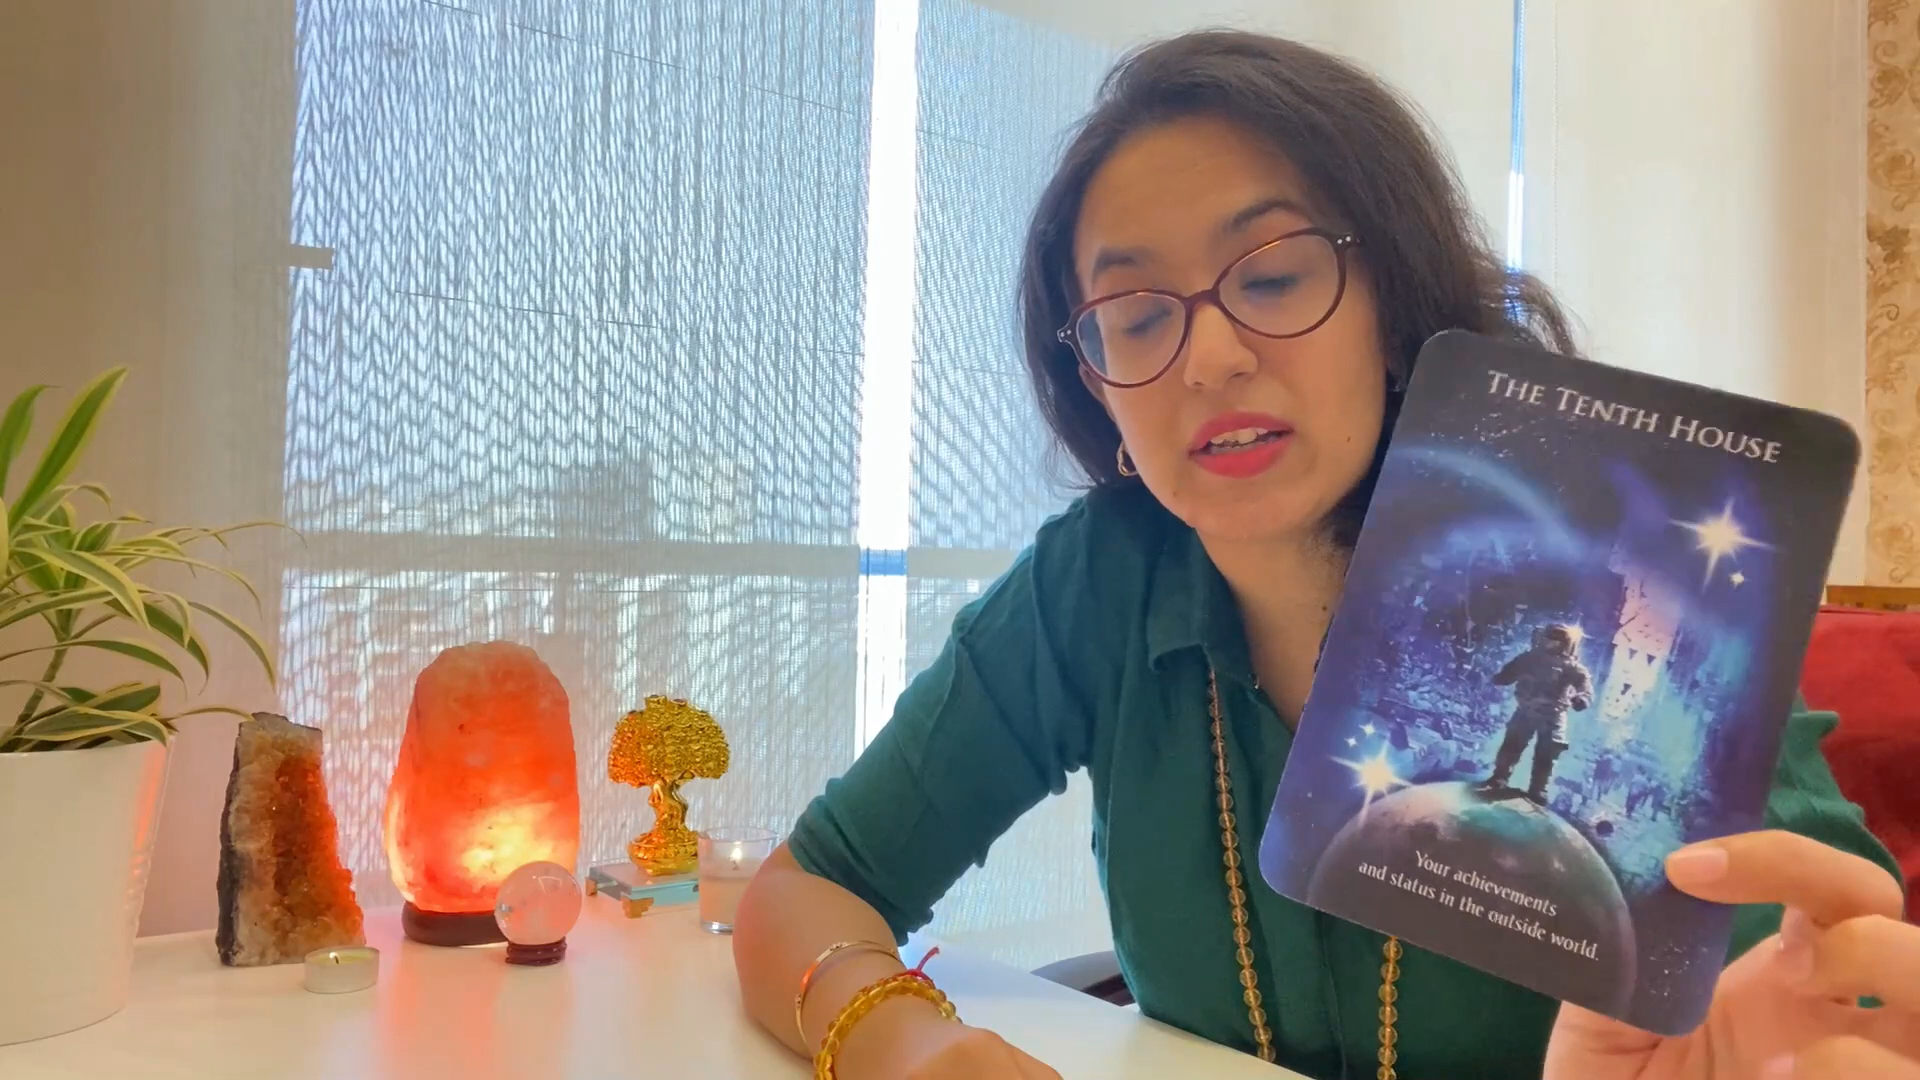 THE TENTH HOUSE
Your achievements
and status in the outside world.